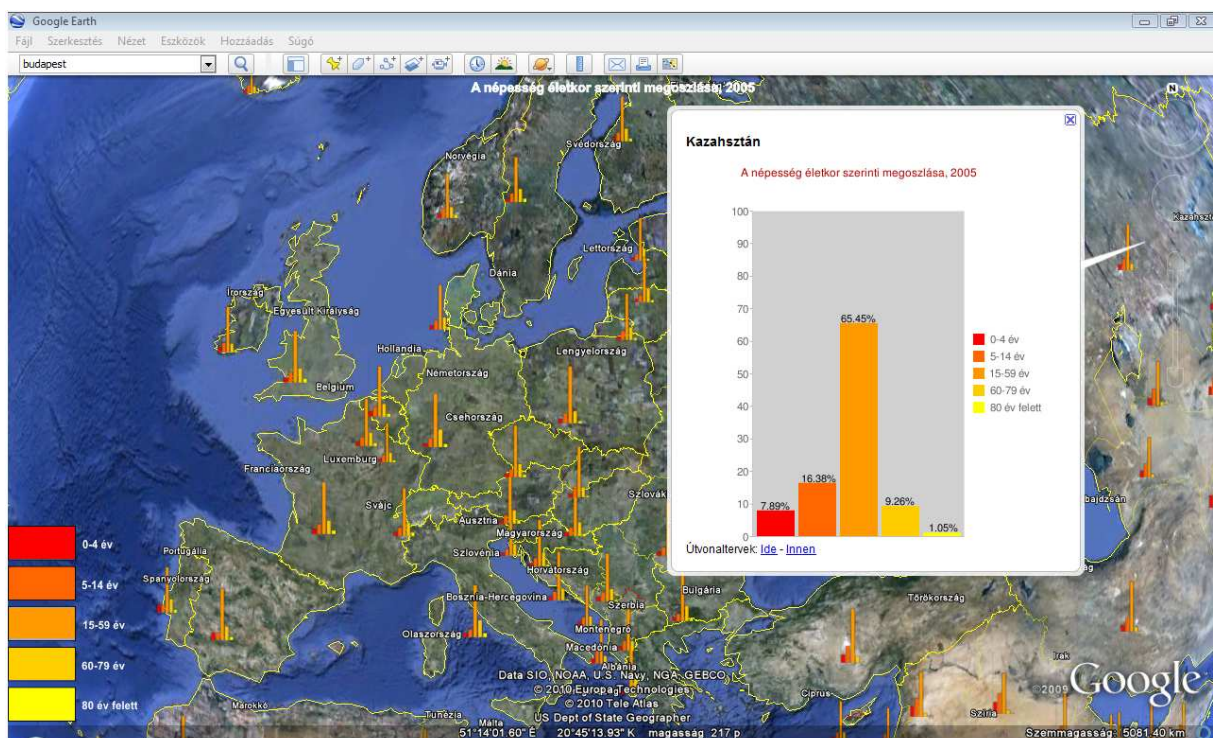 Google Earth
Fájl Szerkesztés Nézet Eszközök Hozzáadás Súgó
budapest
A népesség életkor szerinti megoszlása, 2005
N
Kazahsztán
A népesség életkor szerinti megoszlása, 2005
100
90
80
70
60
50
40
30
20
10
0
7.89%
16.38%
65.45%
9.26%
1.05%
0-4 év
5-14 év
15-59 év
60-79 év
80 év felett
Útvonaltervek: Ide - Innen
Norvégia
Svédország
Lettország
Dánia
Írország
Egyesült Királyság
Hollandia
Lengyelország
Belgium
Németország
Csehország
Luxemburg
Franciaország
Svájc
Ausztria
Magyarország
Szlovénia
Horvátország
Portugália
Spanyolország
Bosznia-Hercegovina
Szerbia
Bulgária
Törökország
Olaszország
Montenegró
Macedónia
Albánia
Irak
Ciprus
Szíria
Marokkó
Tunézia
Málta
0-4 év
5-14 év
15-59 év
60-79 év
80 év felett
Data SIO, NOAA, U.S. Navy, NGA, GEBCO
© 2010 Europa Technologies
© 2010 Tele Atlas
US Dept of State Geographer
©2009 Google
51°14'01.60" É 20°45'13.93" K magasság 217 p
Szemmagasság 5081.40 km